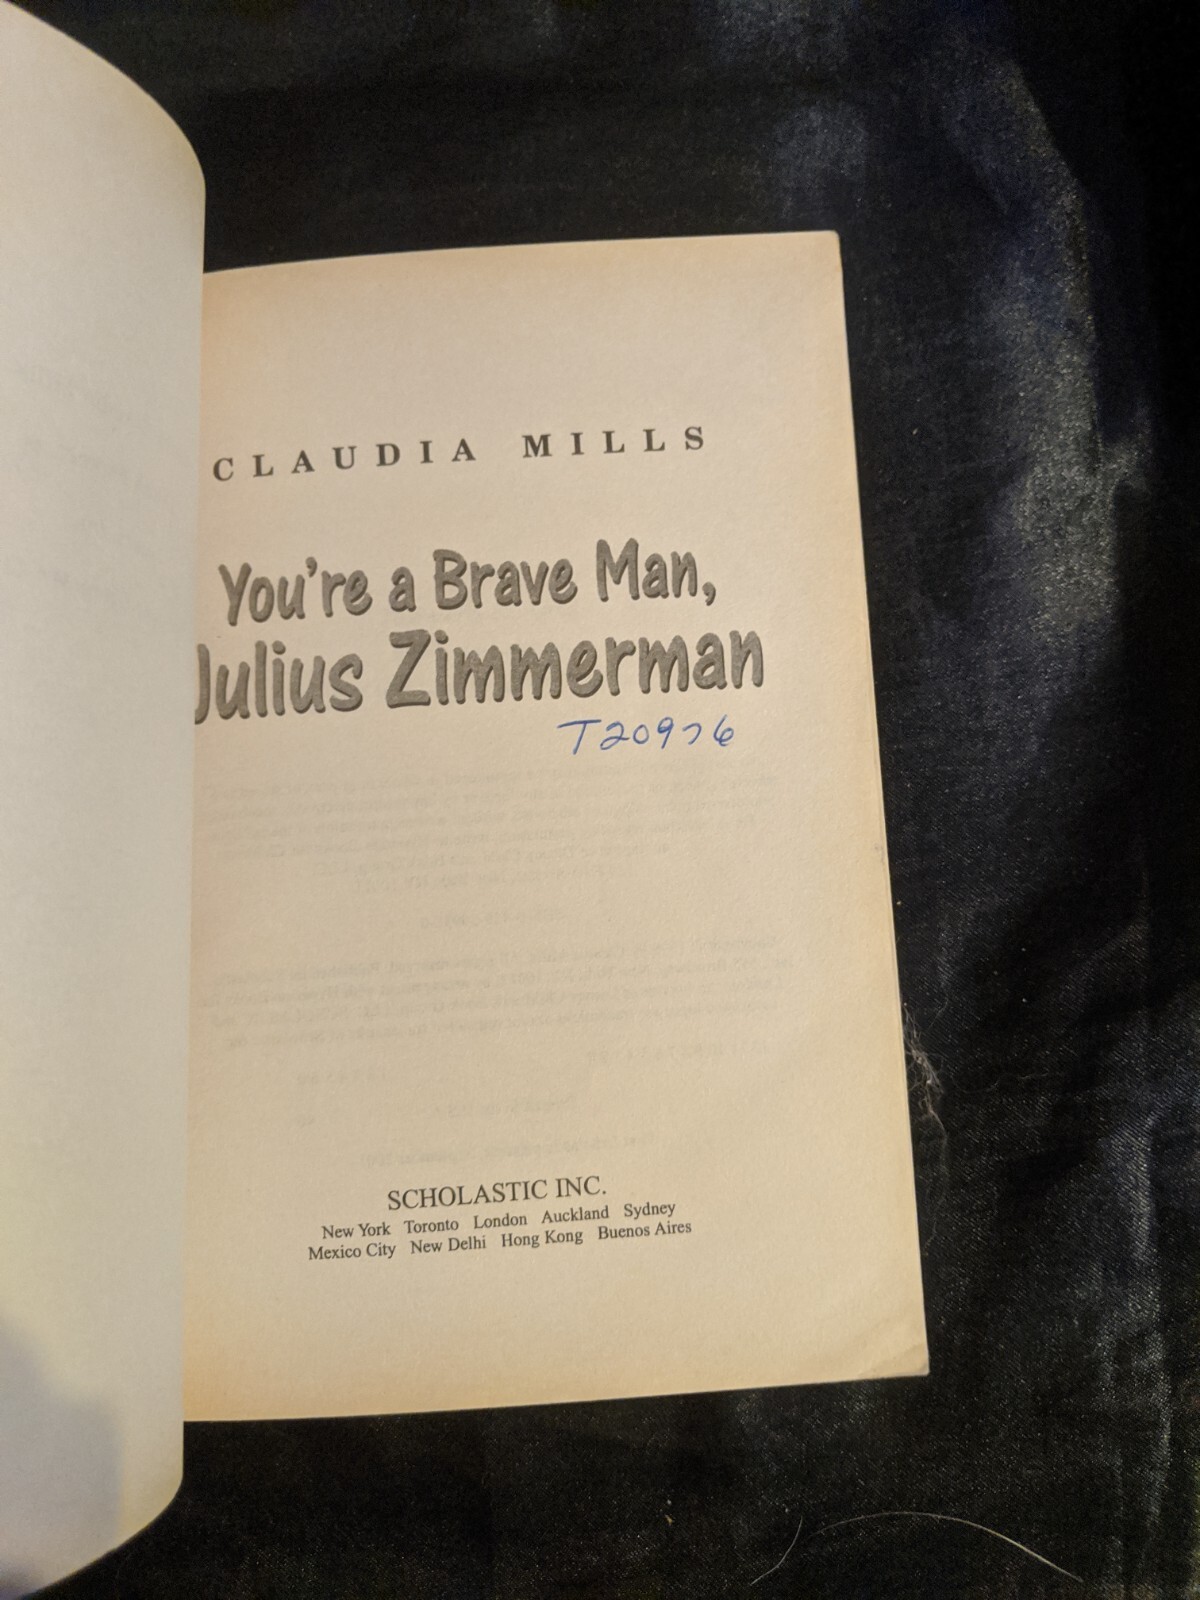 CLAUDIA MILLS
You're a Brave Man,
Julius Zimmerman
T20976
SCHOLASTIC INC.
New York Toronto London Auckland Sydney
Mexico City New Delhi Hong Kong Buenos Aires